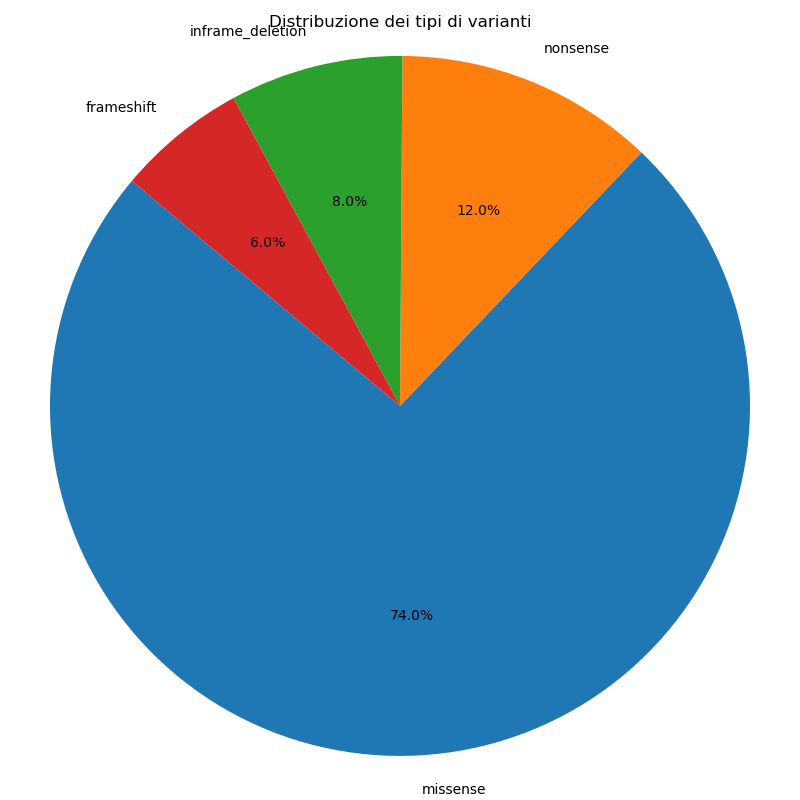 Distribuzione dei tipi di varianti
inframe_deletion
nonsense
frameshift
8.0%
12.0%
6.0%
74.0%
missense